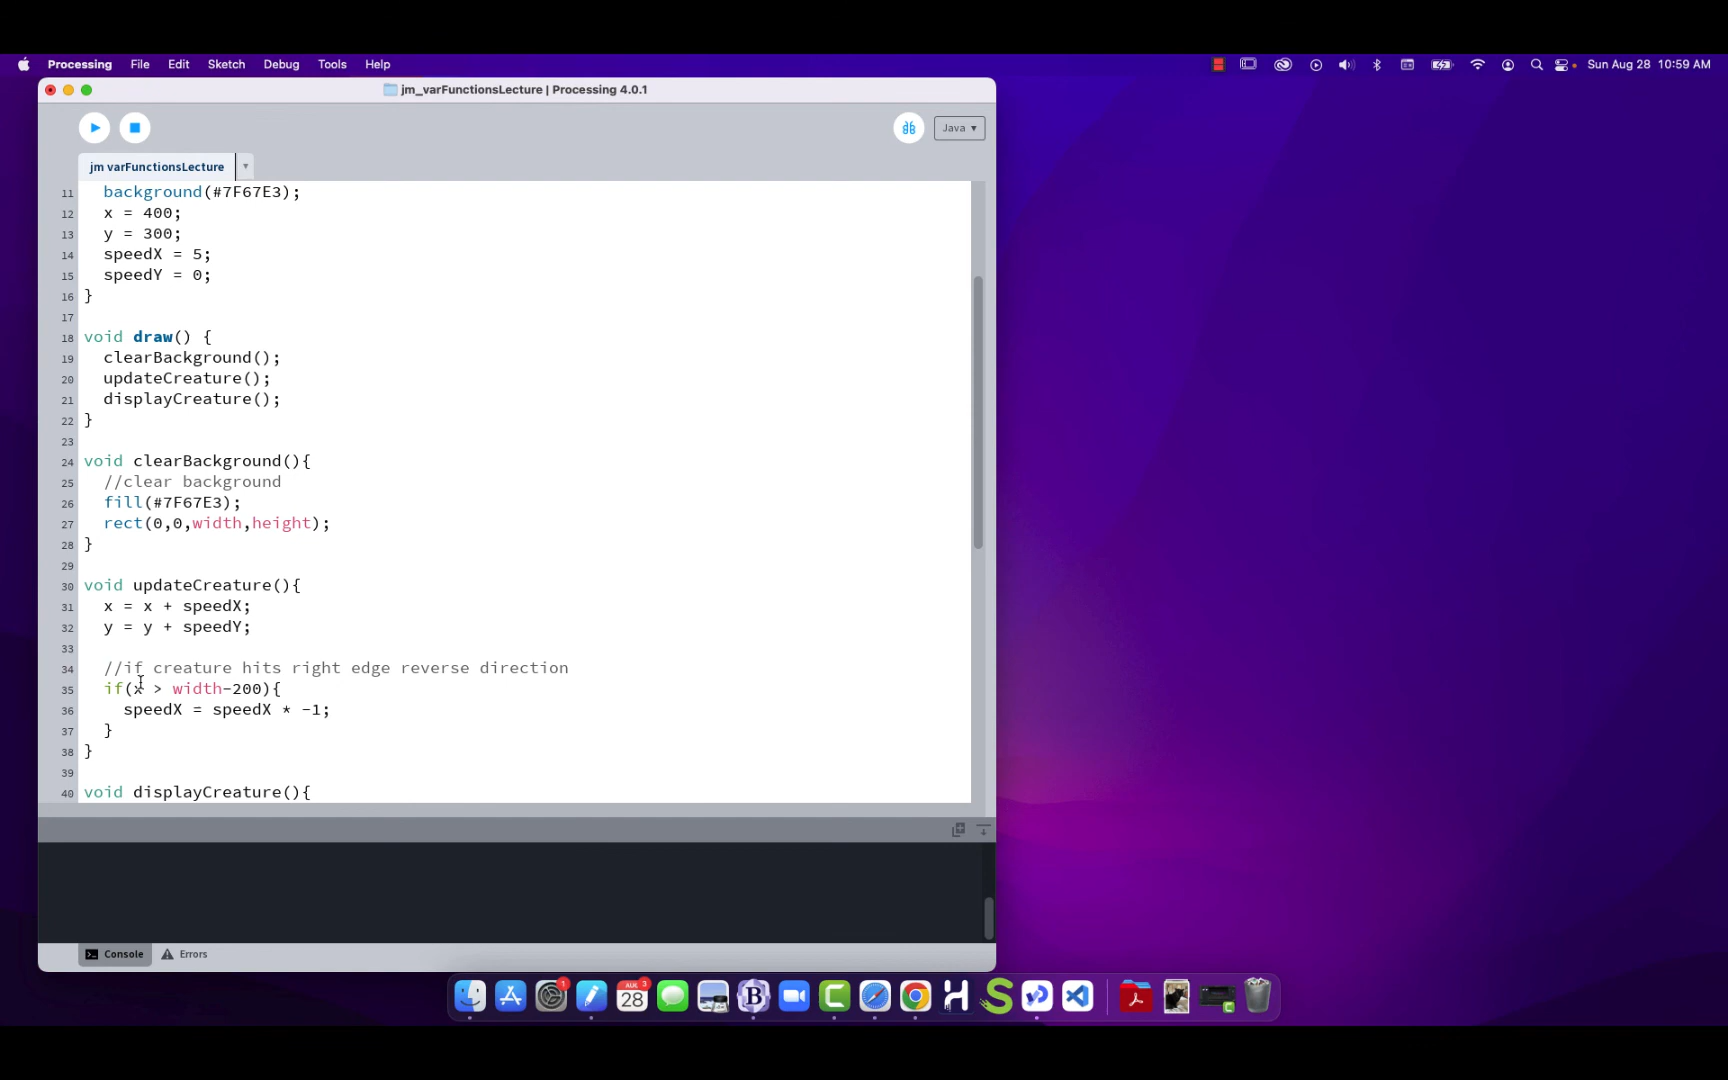 Processing File Edit Sketch Debug Tools Help Sun Aug 28 10:59 AM
jm_varFunctionsLecture | Processing 4.0.1
Java ▾
jm varFunctionsLecture
11 background(#7F67E3);
12 x = 400;
13 y = 300;
14 speedX = 5;
15 speedY = 0;
16 }
17
18 void draw() {
19 clearBackground();
20 updateCreature();
21 displayCreature();
22 }
23
24 void clearBackground(){
25 //clear background
26 fill(#7F67E3);
27 rect(0,0,width,height);
28 }
29
30 void updateCreature(){
31 x = x + speedX;
32 y = y + speedY;
33
34 //if creature hits right edge reverse direction
35 if(x > width-200){
36 speedX = speedX * -1;
37 }
38 }
39
40 void displayCreature(){
Console Errors
1
AUG 3
28
B
H
S